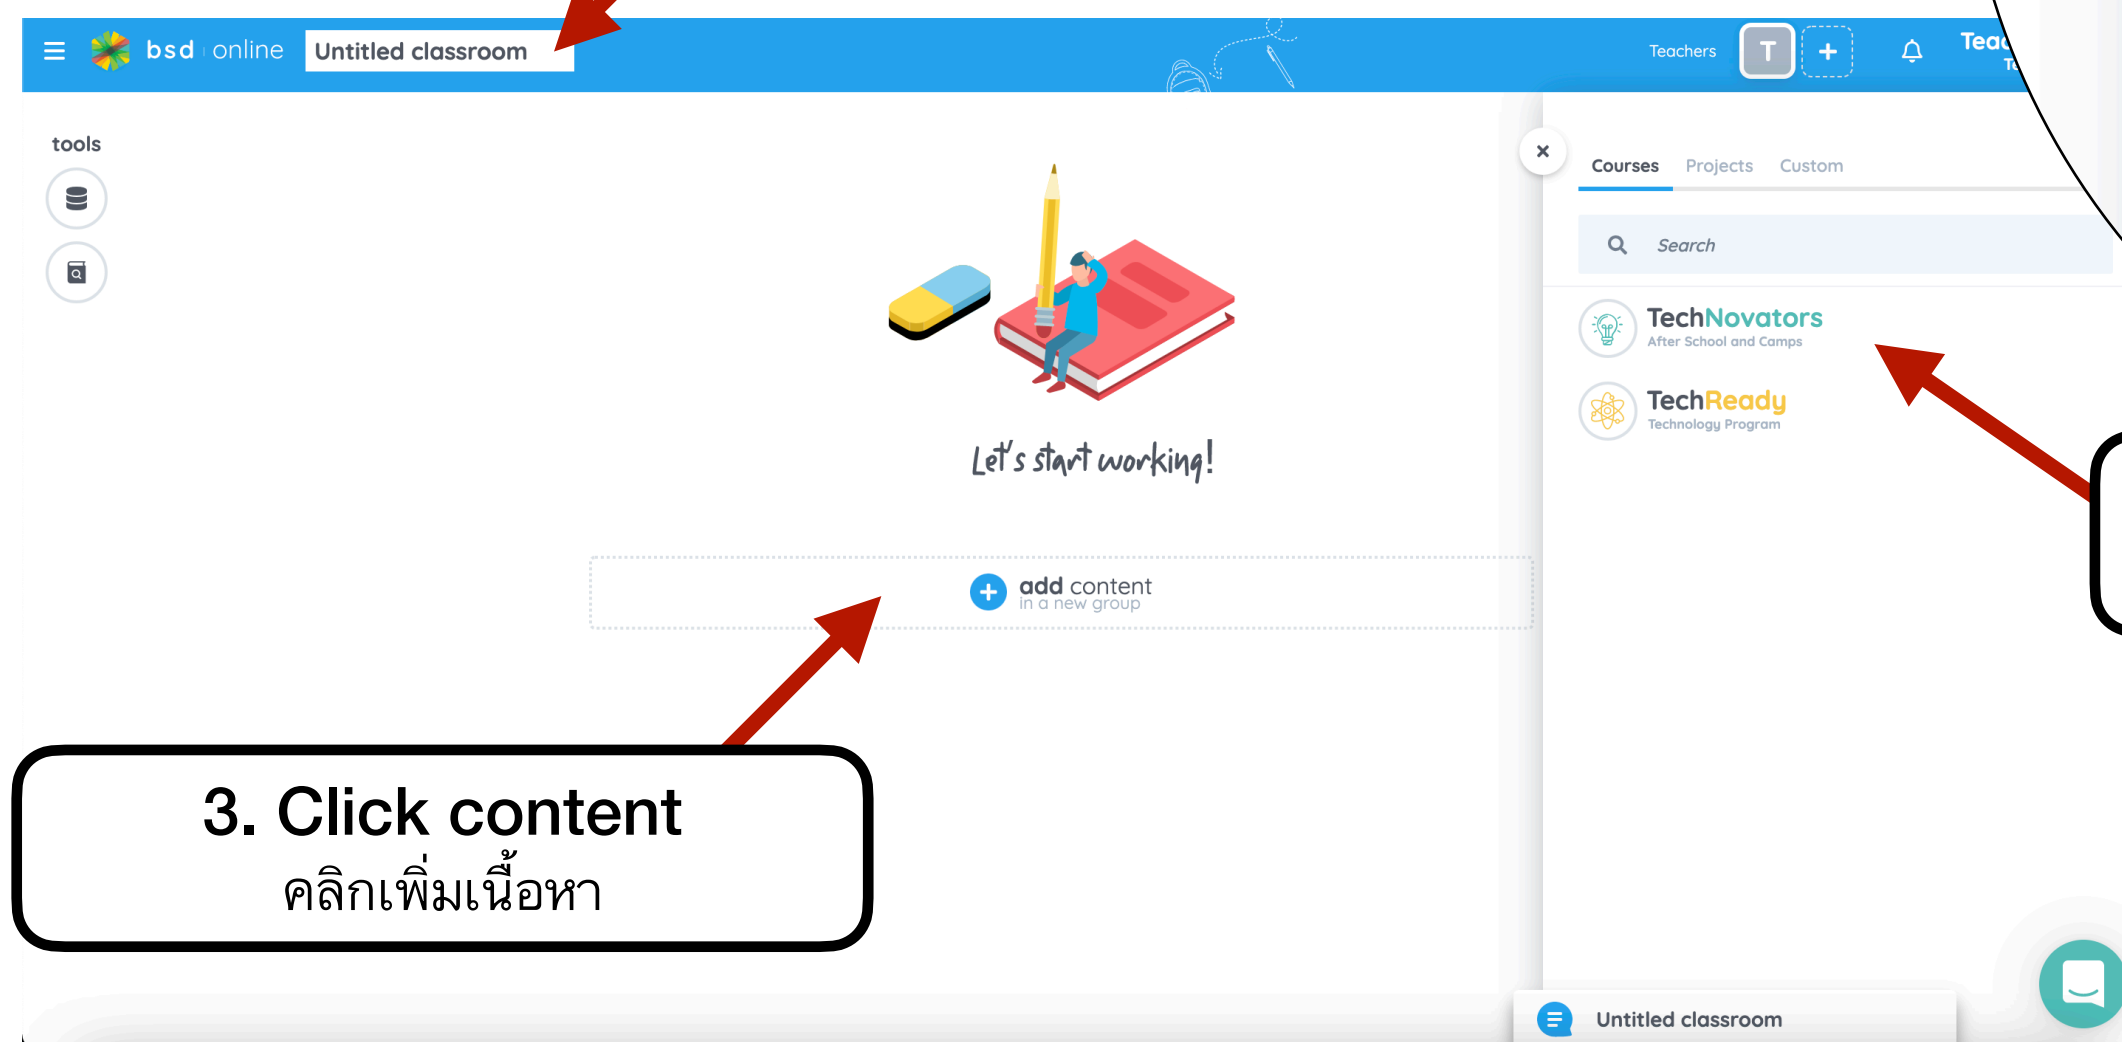 bsd online
Untitled classroom
Teachers
T
tools
Courses Projects Custom
Search
TechNovators
After School and Camps
TechReady
Technology Program
Let's start working!
add content
in a new group
3. Click content
คลิกเพิ่มเนื้อหา
Untitled classroom